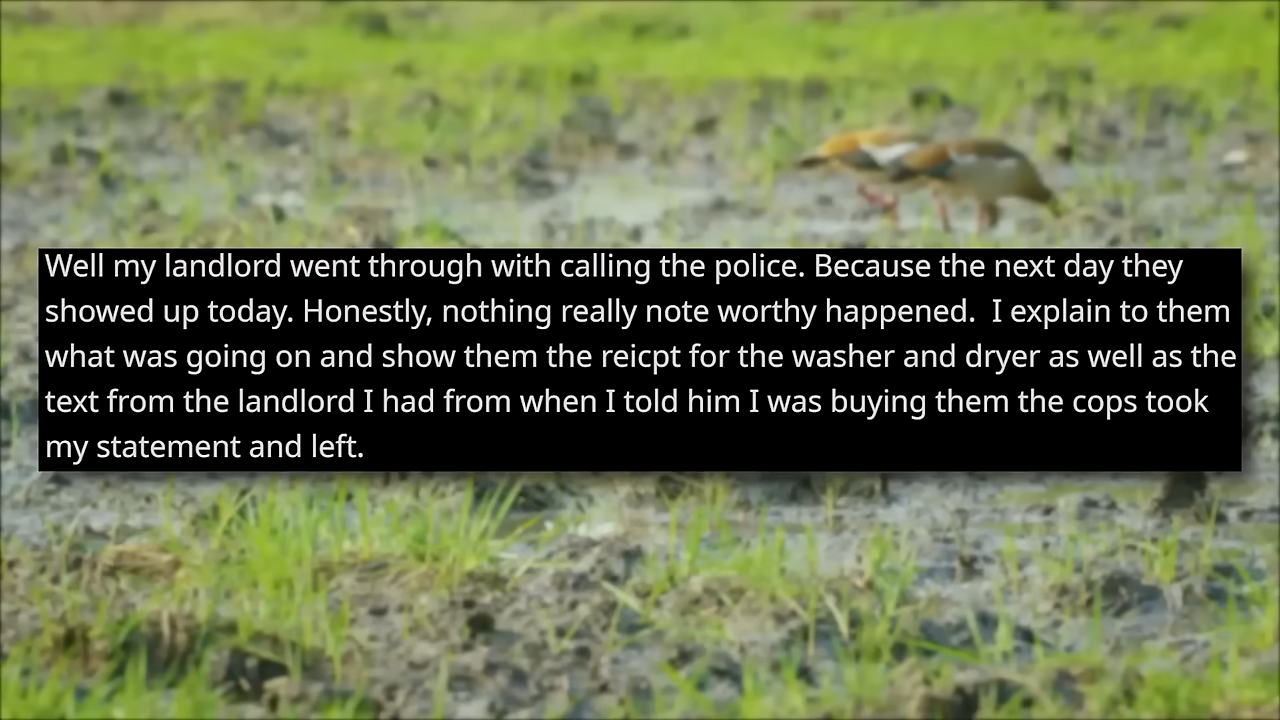 Well my landlord went through with calling the police. Because the next day they
showed up today. Honestly, nothing really note worthy happened.  I explain to them
what was going on and show them the reicpt for the washer and dryer as well as the
text from the landlord I had from when I told him I was buying them the cops took
my statement and left.